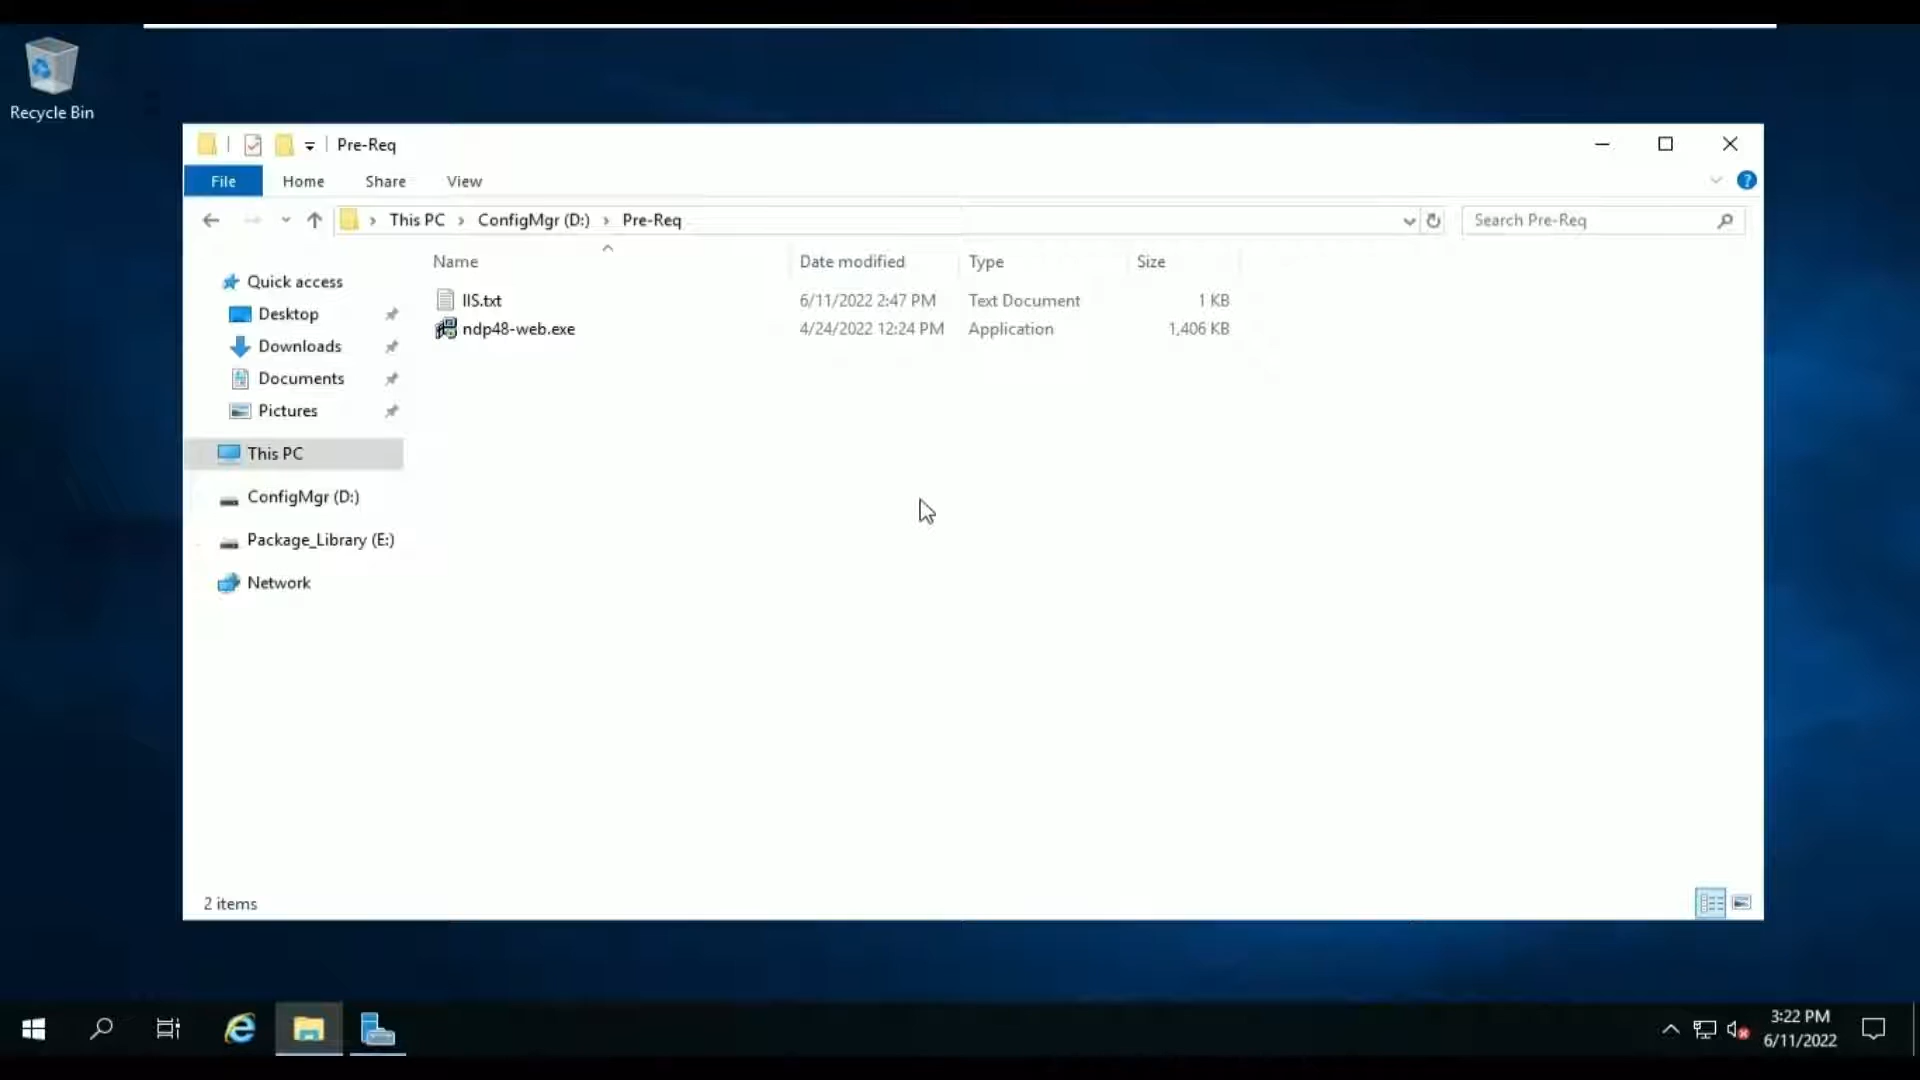 Recycle Bin
Pre-Req
File Home Share View
This PC ConfigMgr (D:) Pre-Req
Search Pre-Req
Name Date modified Type Size
IIS.txt 6/11/2022 2:47 PM Text Document 1 KB
ndp48-web.exe 4/24/2022 12:24 PM Application 1,406 KB
Quick access
Desktop
Downloads
Documents
Pictures
This PC
ConfigMgr (D:)
Package_Library (E:)
Network
2 items
3:22 PM
6/11/2022